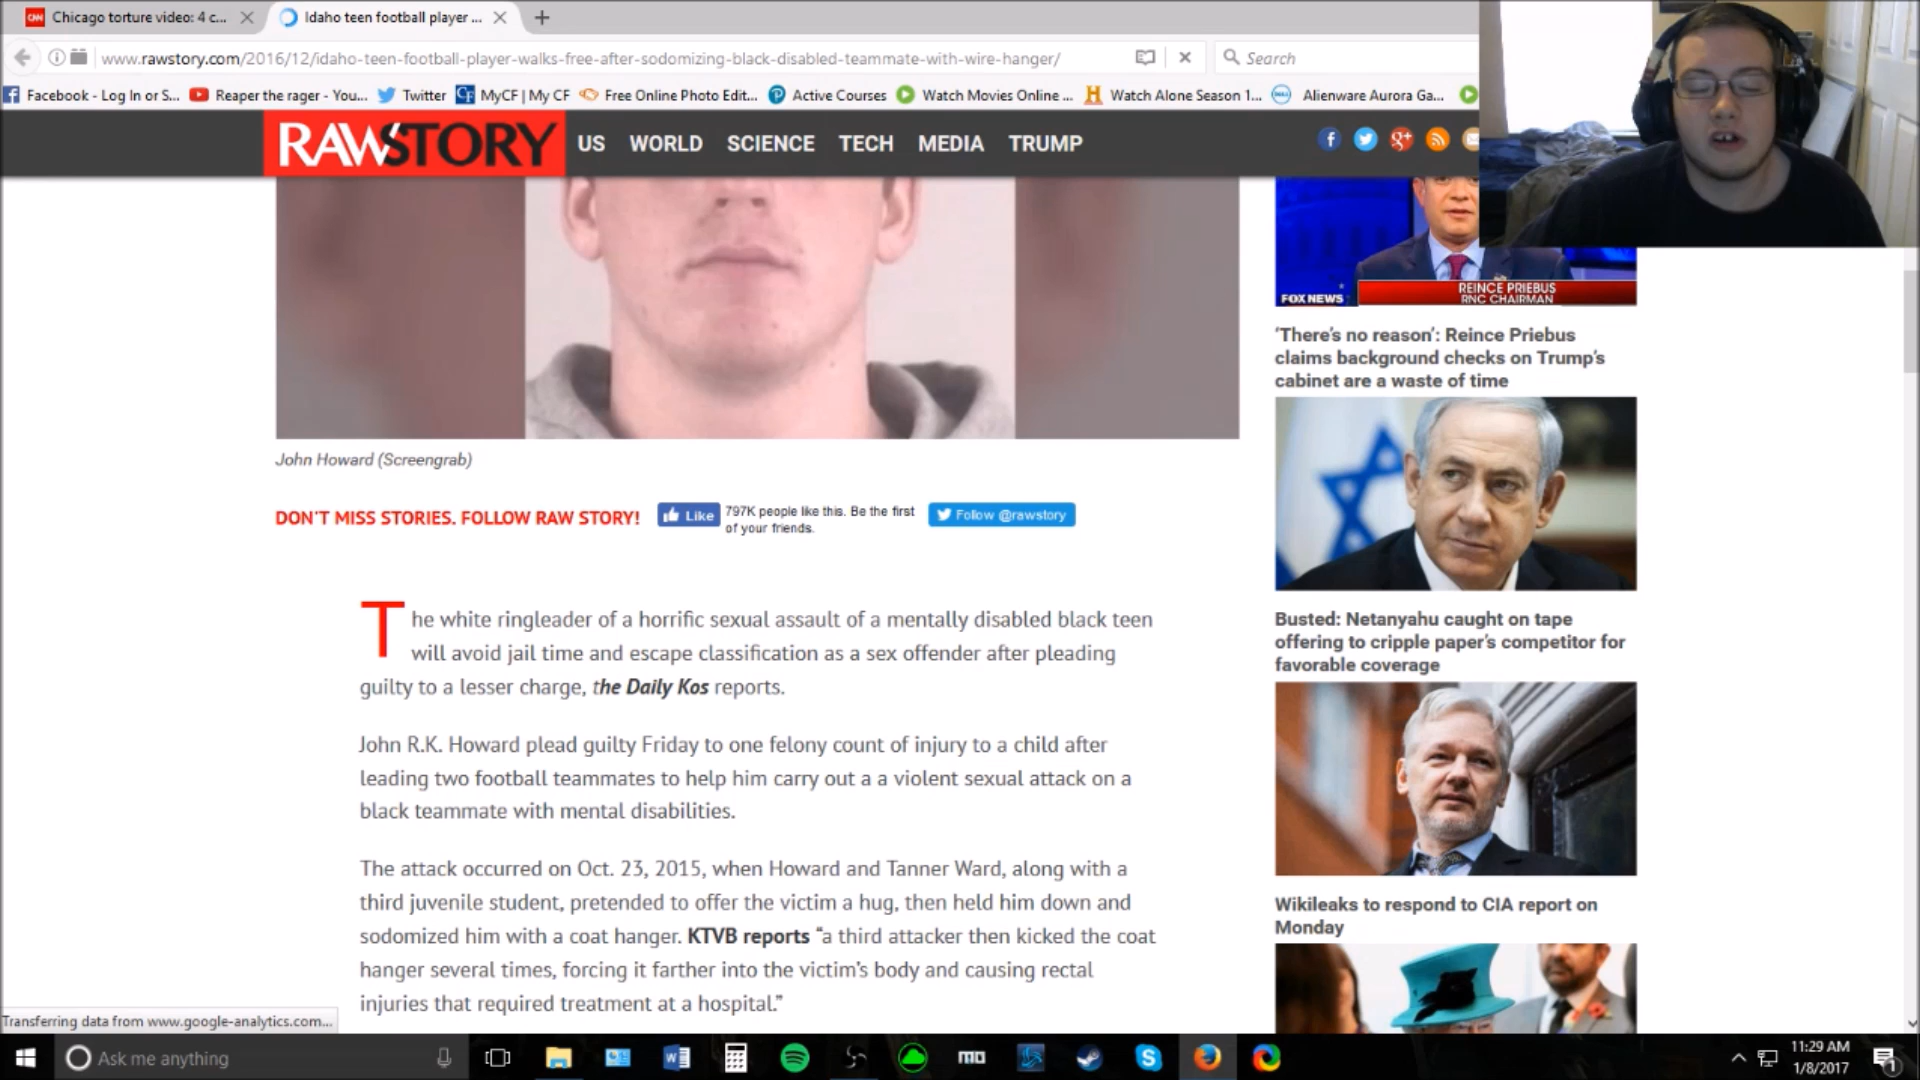 Chicago torture video: 4 c...
Idaho teen football player ...
www.rawstory.com/2016/12/idaho-teen-football-player-walks-free-after-sodomizing-black-disabled-teammate-with-wire-hanger/
Search
Facebook - Log In or S...
Reaper the rager - You...
Twitter
MyCF | My CF
Free Online Photo Edit...
Active Courses
Watch Movies Online ...
Watch Alone Season 1...
Alienware Aurora Ga...
RAWSTORY
US
WORLD
SCIENCE
TECH
MEDIA
TRUMP
John Howard (Screengrab)
DON'T MISS STORIES. FOLLOW RAW STORY!
Like
797K people like this. Be the first
of your friends.
Follow @rawstory
The white ringleader of a horrific sexual assault of a mentally disabled black teen
will avoid jail time and escape classification as a sex offender after pleading
guilty to a lesser charge, the Daily Kos reports.
John R.K. Howard plead guilty Friday to one felony count of injury to a child after
leading two football teammates to help him carry out a a violent sexual attack on a
black teammate with mental disabilities.
The attack occurred on Oct. 23, 2015, when Howard and Tanner Ward, along with a
third juvenile student, pretended to offer the victim a hug, then held him down and
sodomized him with a coat hanger. KTVB reports “a third attacker then kicked the coat
hanger several times, forcing it farther into the victim’s body and causing rectal
injuries that required treatment at a hospital.”
FOX NEWS
REINCE PRIEBUS
RNC CHAIRMAN
‘There’s no reason’: Reince Priebus
claims background checks on Trump’s
cabinet are a waste of time
Busted: Netanyahu caught on tape
offering to cripple paper’s competitor for
favorable coverage
Wikileaks to respond to CIA report on
Monday
Transferring data from www.google-analytics.com...
Ask me anything
11:29 AM
1/8/2017